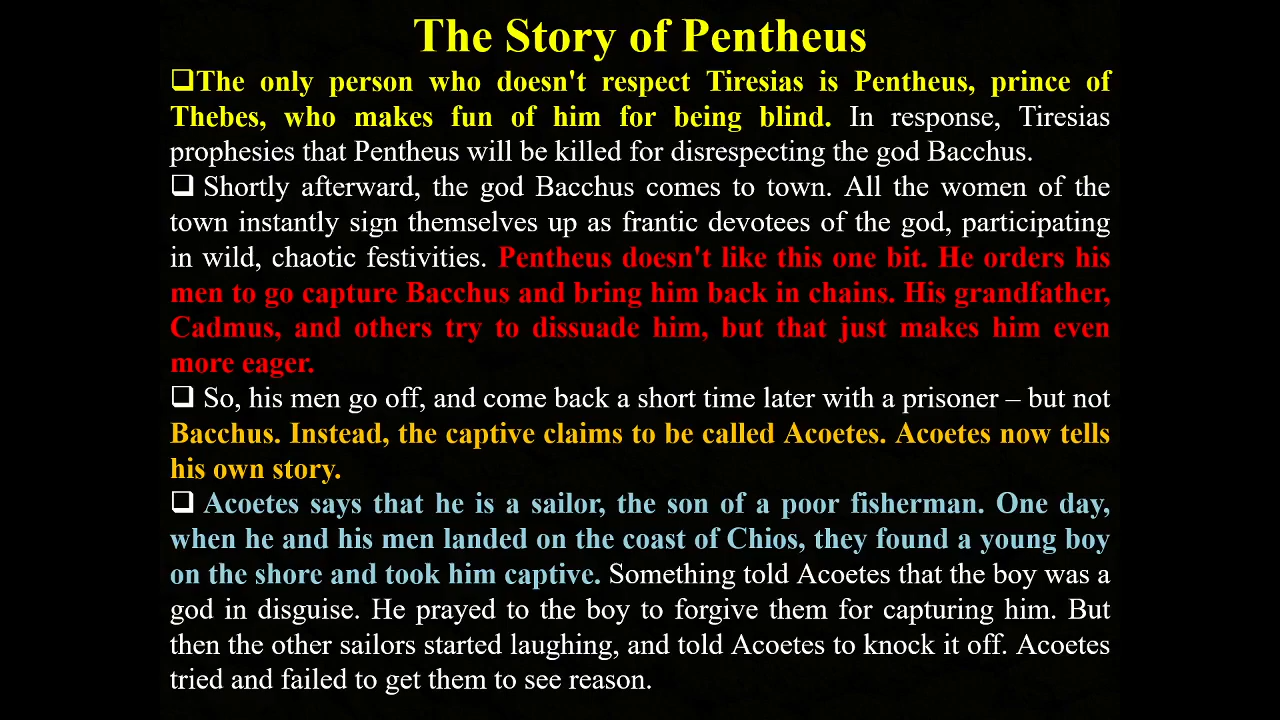 The Story of Pentheus
❑The only person who doesn't respect Tiresias is Pentheus, prince of
Thebes, who makes fun of him for being blind. In response, Tiresias
prophesies that Pentheus will be killed for disrespecting the god Bacchus.
❑ Shortly afterward, the god Bacchus comes to town. All the women of the
town instantly sign themselves up as frantic devotees of the god, participating
in wild, chaotic festivities. Pentheus doesn't like this one bit. He orders his
men to go capture Bacchus and bring him back in chains. His grandfather,
Cadmus, and others try to dissuade him, but that just makes him even
more eager.
❑ So, his men go off, and come back a short time later with a prisoner – but not
Bacchus. Instead, the captive claims to be called Acoetes. Acoetes now tells
his own story.
❑ Acoetes says that he is a sailor, the son of a poor fisherman. One day,
when he and his men landed on the coast of Chios, they found a young boy
on the shore and took him captive. Something told Acoetes that the boy was a
god in disguise. He prayed to the boy to forgive them for capturing him. But
then the other sailors started laughing, and told Acoetes to knock it off. Acoetes
tried and failed to get them to see reason.